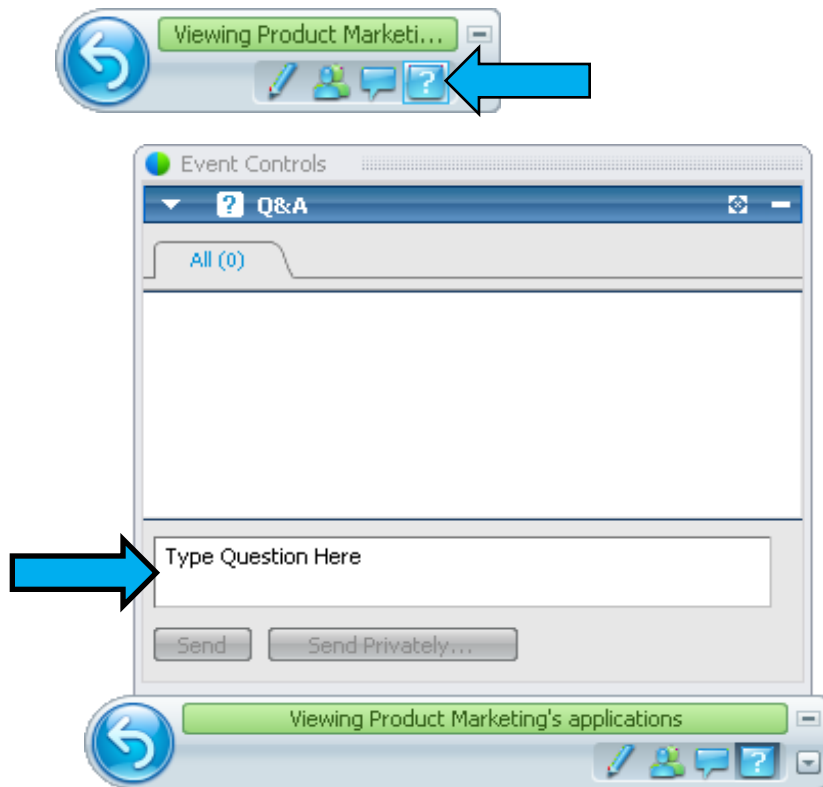 Viewing Product Marketi...
?
Event Controls
? Q&A
All (0)
Type Question Here
Send Send Privately...
Viewing Product Marketing's applications
?